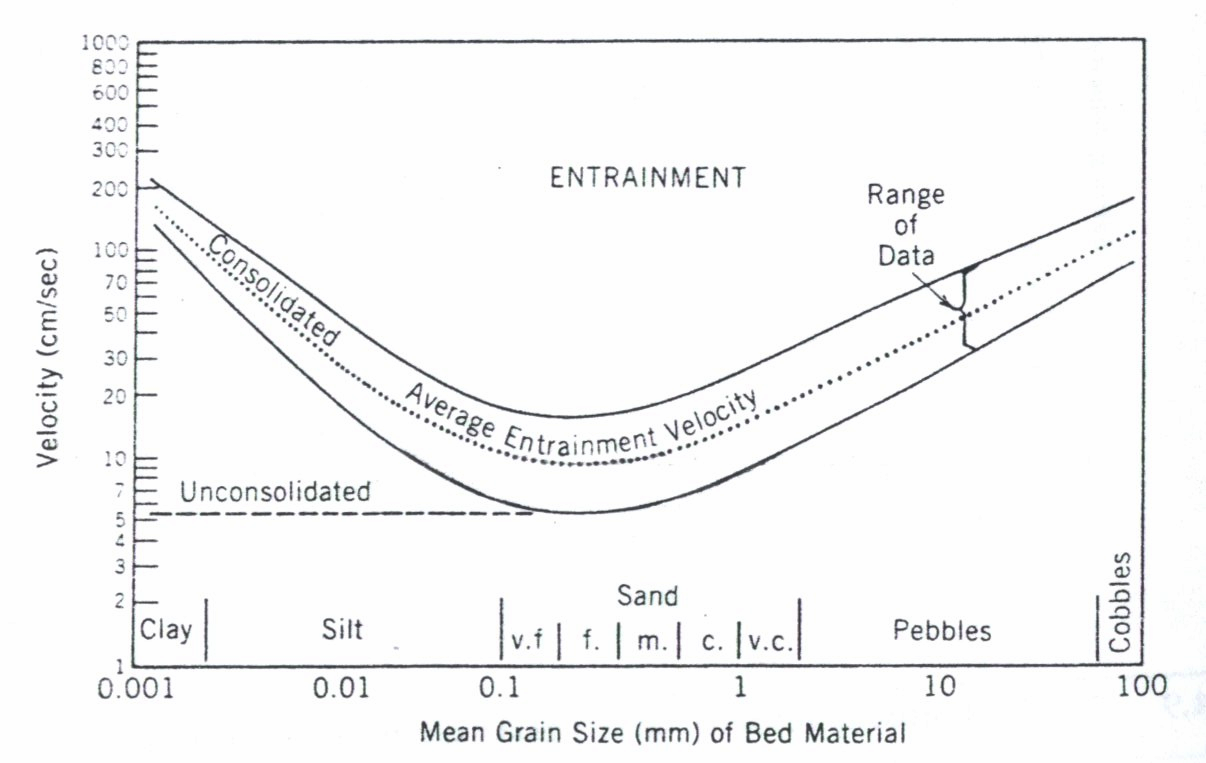 1000
800
600
400
300
200
100
70
50
30
20
10
7
5
4
3
2
1
Velocity (cm/sec)
ENTRAINMENT
Range
of
Data
Consolidated
Average Entrainment Velocity
Unconsolidated
Sand
Clay
Silt
v.f
f.
m.
c.
v.c.
Pebbles
Cobbles
0.001
0.01
0.1
1
10
100
Mean Grain Size (mm) of Bed Material